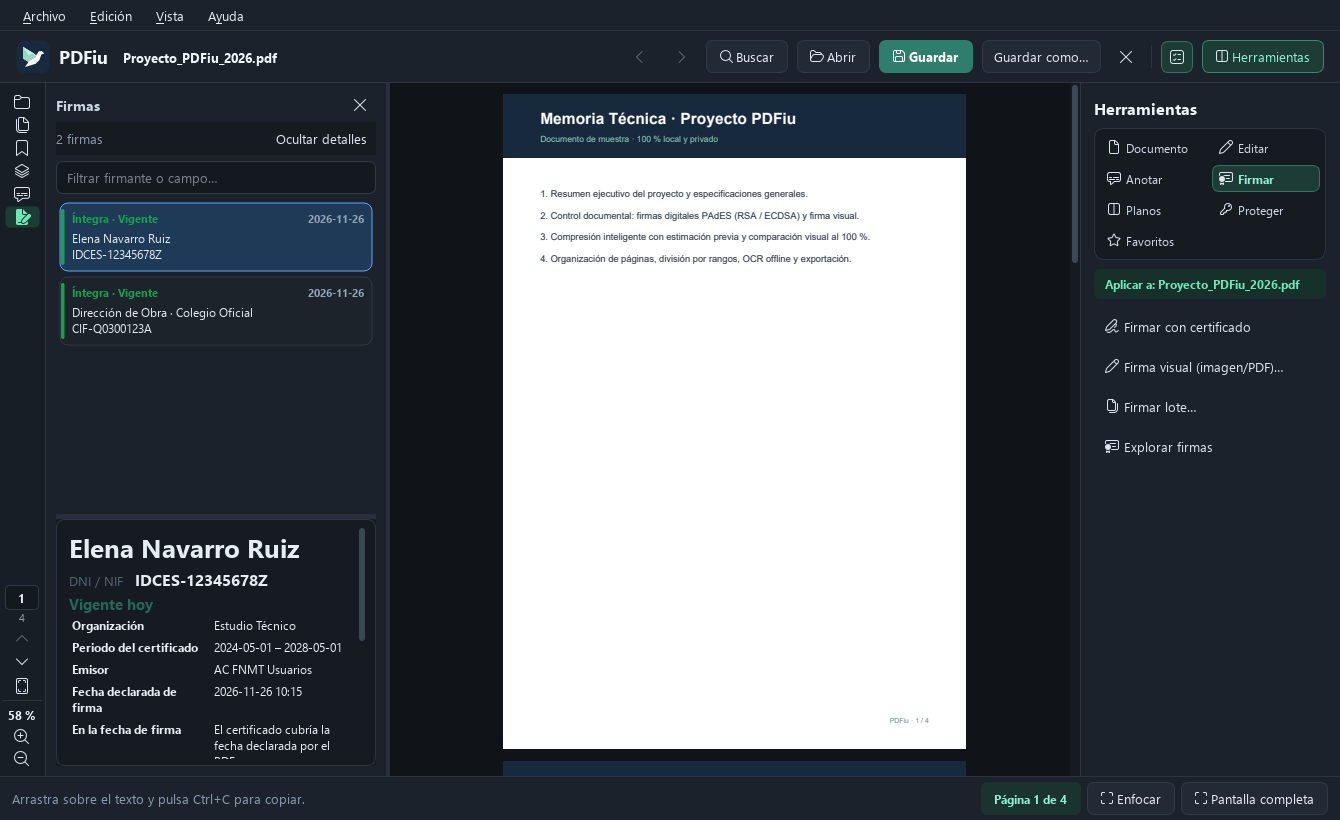 Archivo Edición Vista Ayuda
PDFiu Proyecto_PDFiu_2026.pdf Buscar Abrir Guardar Guardar como... Herramientas
Firmas
2 firmas Ocultar detalles
Filtrar firmante o campo...
Íntegra · Vigente 2026-11-26
Elena Navarro Ruiz
IDCES-12345678Z
Íntegra · Vigente 2026-11-26
Dirección de Obra · Colegio Oficial
CIF-Q0300123A
Elena Navarro Ruiz
DNI / NIF IDCES-12345678Z
Vigente hoy
Organización Estudio Técnico
Periodo del certificado 2024-05-01 – 2028-05-01
Emisor AC FNMT Usuarios
Fecha declarada de firma 2026-11-26 10:15
En la fecha de firma El certificado cubría la
fecha declarada por el
1
4
58 %
Memoria Técnica · Proyecto PDFiu
Documento de muestra · 100 % local y privado
1. Resumen ejecutivo del proyecto y especificaciones generales.
2. Control documental: firmas digitales PAdES (RSA / ECDSA) y firma visual.
3. Compresión inteligente con estimación previa y comparación visual al 100 %.
4. Organización de páginas, división por rangos, OCR offline y exportación.
PDFiu · 1 / 4
Herramientas
Documento Editar
Anotar Firmar
Planos Proteger
Favoritos
Aplicar a: Proyecto_PDFiu_2026.pdf
Firmar con certificado
Firma visual (imagen/PDF)...
Firmar lote...
Explorar firmas
Arrastra sobre el texto y pulsa Ctrl+C para copiar.
Página 1 de 4 Enfocar Pantalla completa